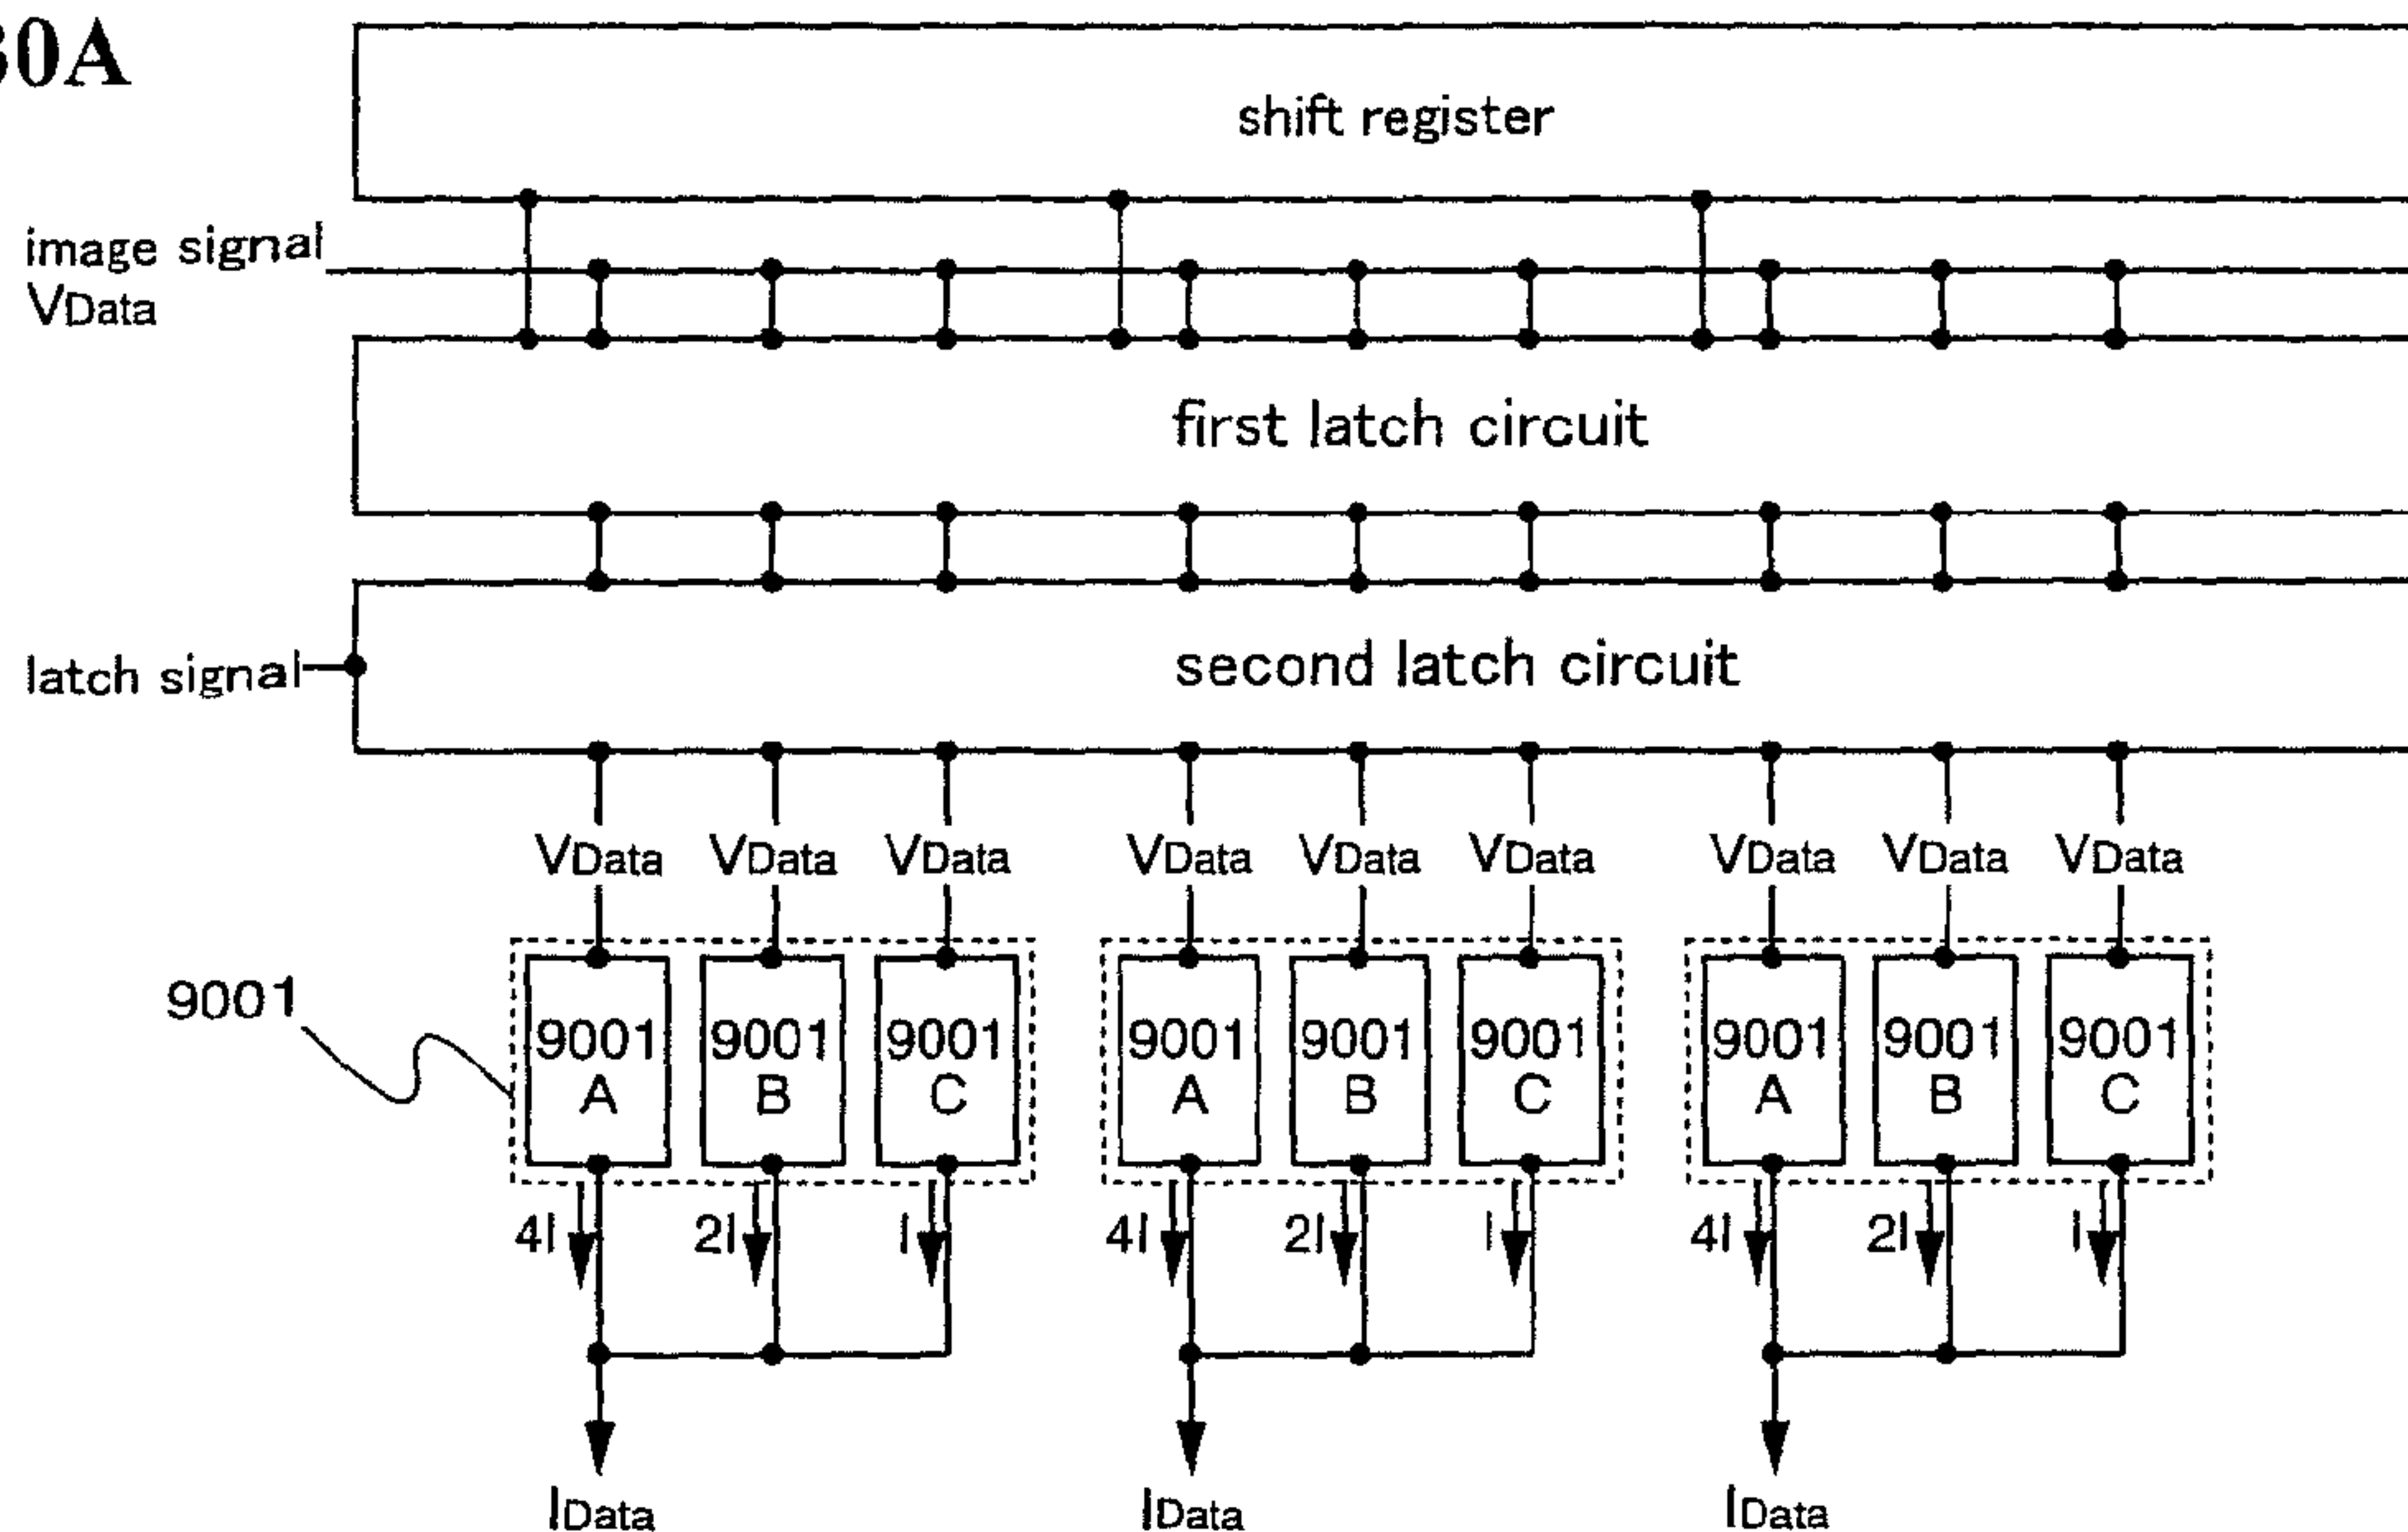 30A
shift register
image signal
VData
first latch circuit
latch signal
second latch circuit
VData VData VData VData VData VData VData VData VData
9001
9001 9001 9001 9001 9001 9001 9001 9001 9001
A B C A B C A B C
4I 2I I 4I 2I I 4I 2I I
IData IData IData